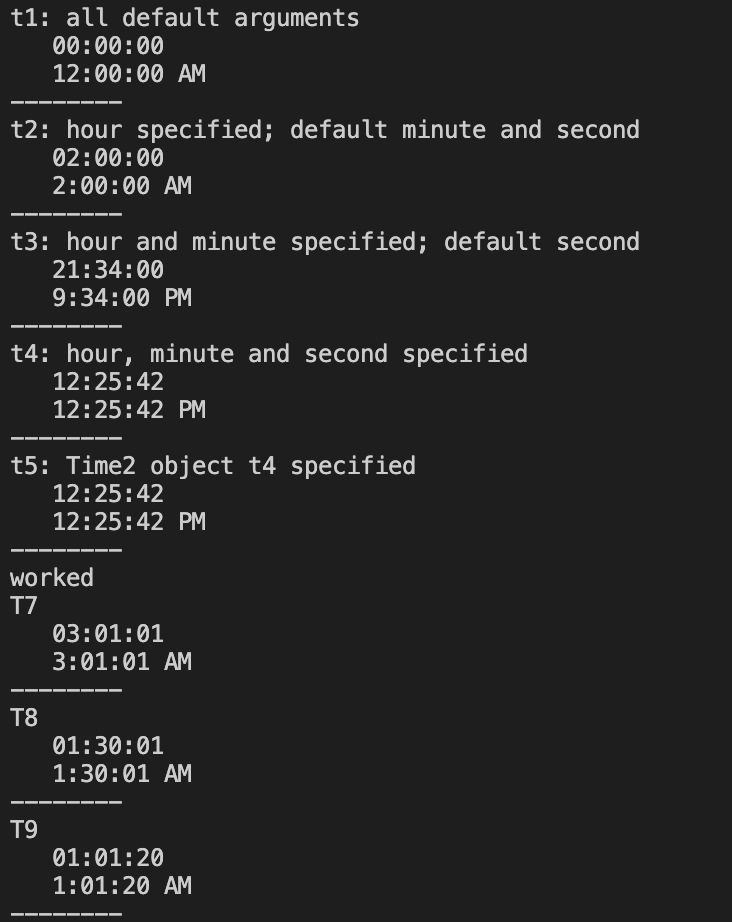 t1: all default arguments
   00:00:00
   12:00:00 AM
--------
t2: hour specified; default minute and second
   02:00:00
   2:00:00 AM
--------
t3: hour and minute specified; default second
   21:34:00
   9:34:00 PM
--------
t4: hour, minute and second specified
   12:25:42
   12:25:42 PM
--------
t5: Time2 object t4 specified
   12:25:42
   12:25:42 PM
--------
worked
T7
   03:01:01
   3:01:01 AM
--------
T8
   01:30:01
   1:30:01 AM
--------
T9
   01:01:20
   1:01:20 AM
--------